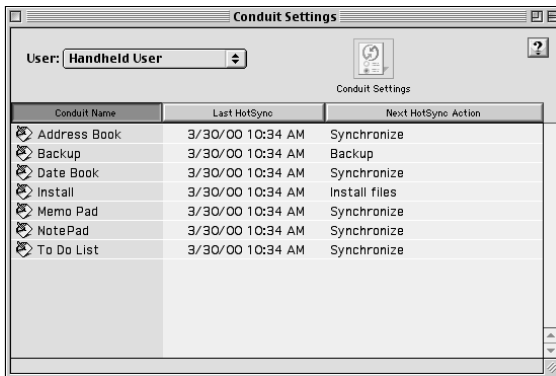 Conduit Settings
User: Handheld User
?
Conduit Settings
Conduit Name Last HotSync Next HotSync Action
Address Book 3/30/00 10:34 AM Synchronize
Backup 3/30/00 10:34 AM Backup
Date Book 3/30/00 10:34 AM Synchronize
Install 3/30/00 10:34 AM Install files
Memo Pad 3/30/00 10:34 AM Synchronize
NotePad 3/30/00 10:34 AM Synchronize
To Do List 3/30/00 10:34 AM Synchronize